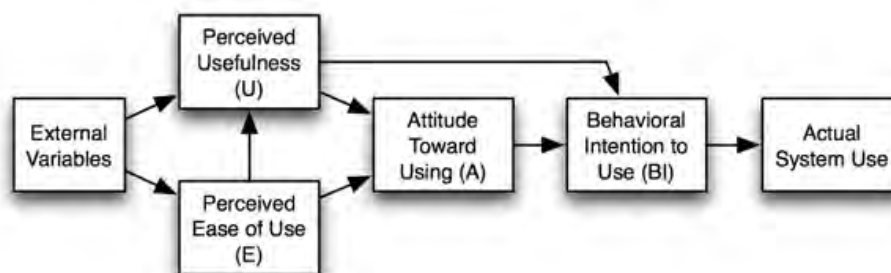 Perceived
Usefulness
(U)
External
Variables
Attitude
Toward
Using (A)
Behavioral
Intention to
Use (BI)
Actual
System Use
Perceived
Ease of Use
(E)